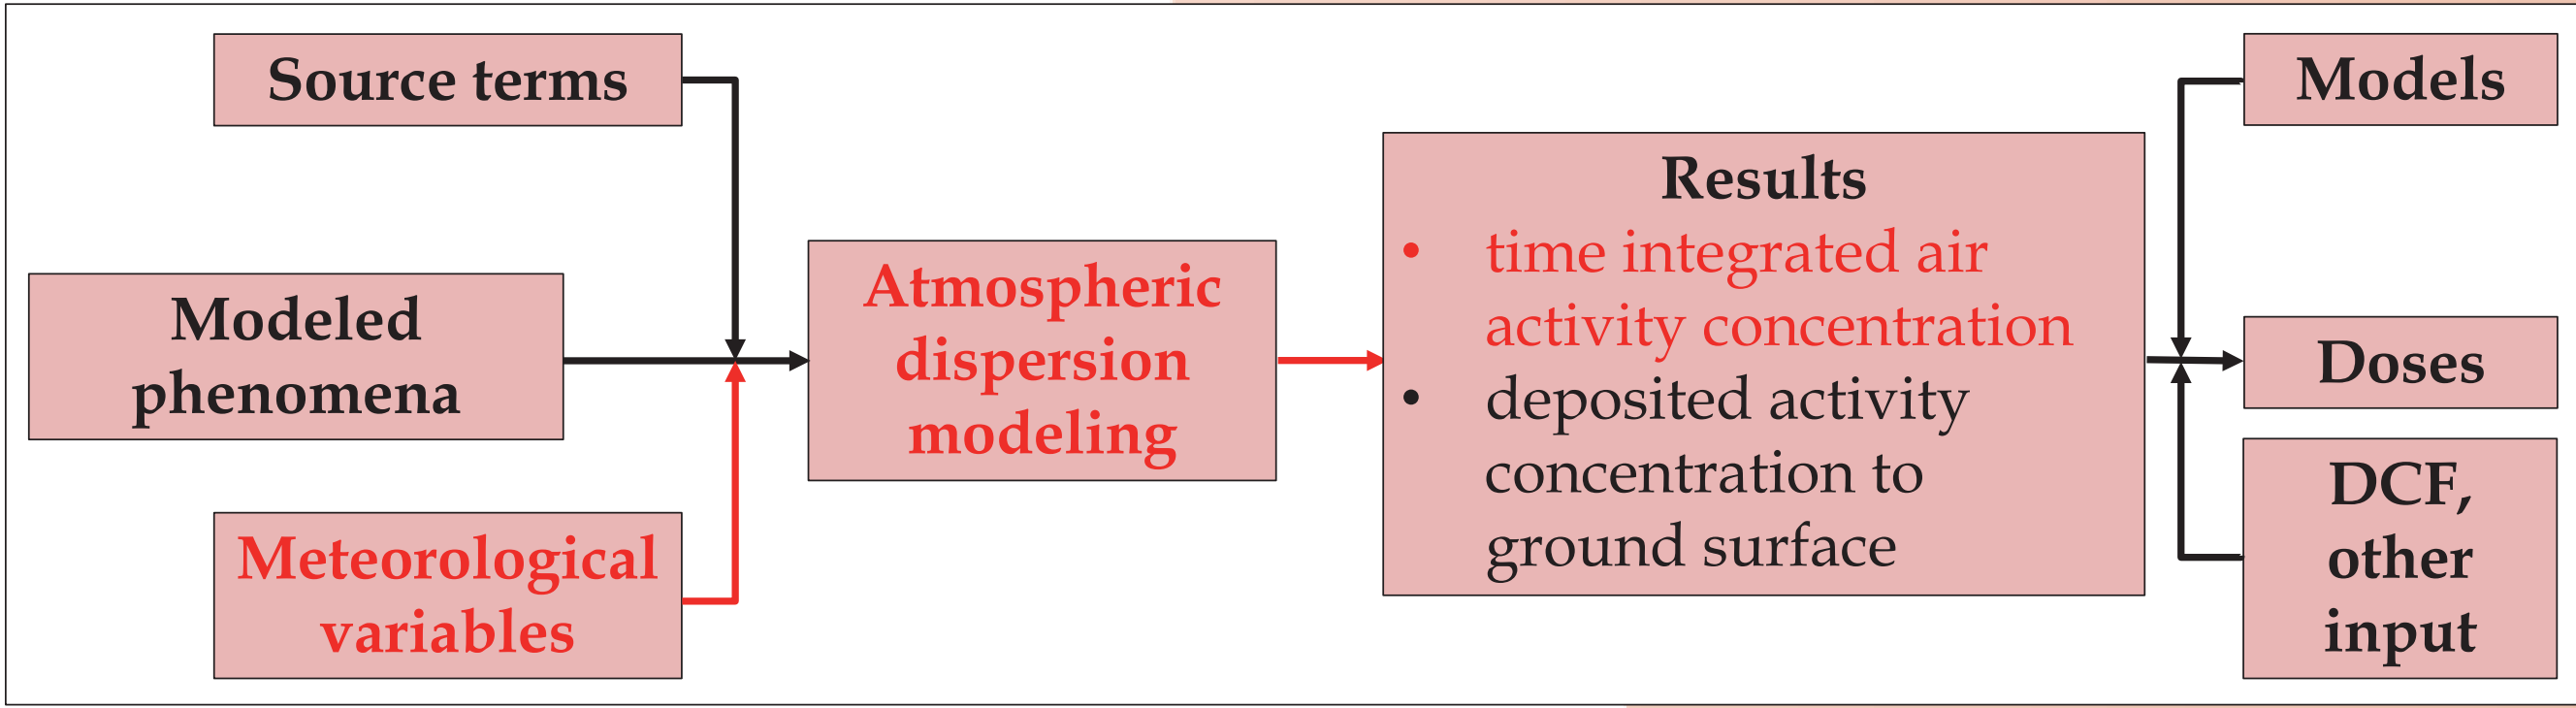 Source terms
Modeled
phenomena
Meteorological
variables
Atmospheric
dispersion
modeling
Results
• time integrated air
activity concentration
• deposited activity
concentration to
ground surface
Models
Doses
DCF,
other
input